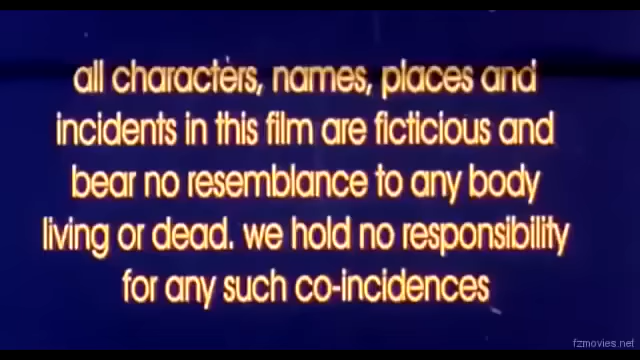 all characters, names, places and
incidents in this film are ficticious and
bear no resemblance to any body
living or dead. we hold no responsibility
for any such co-incidences
fzmovies.net